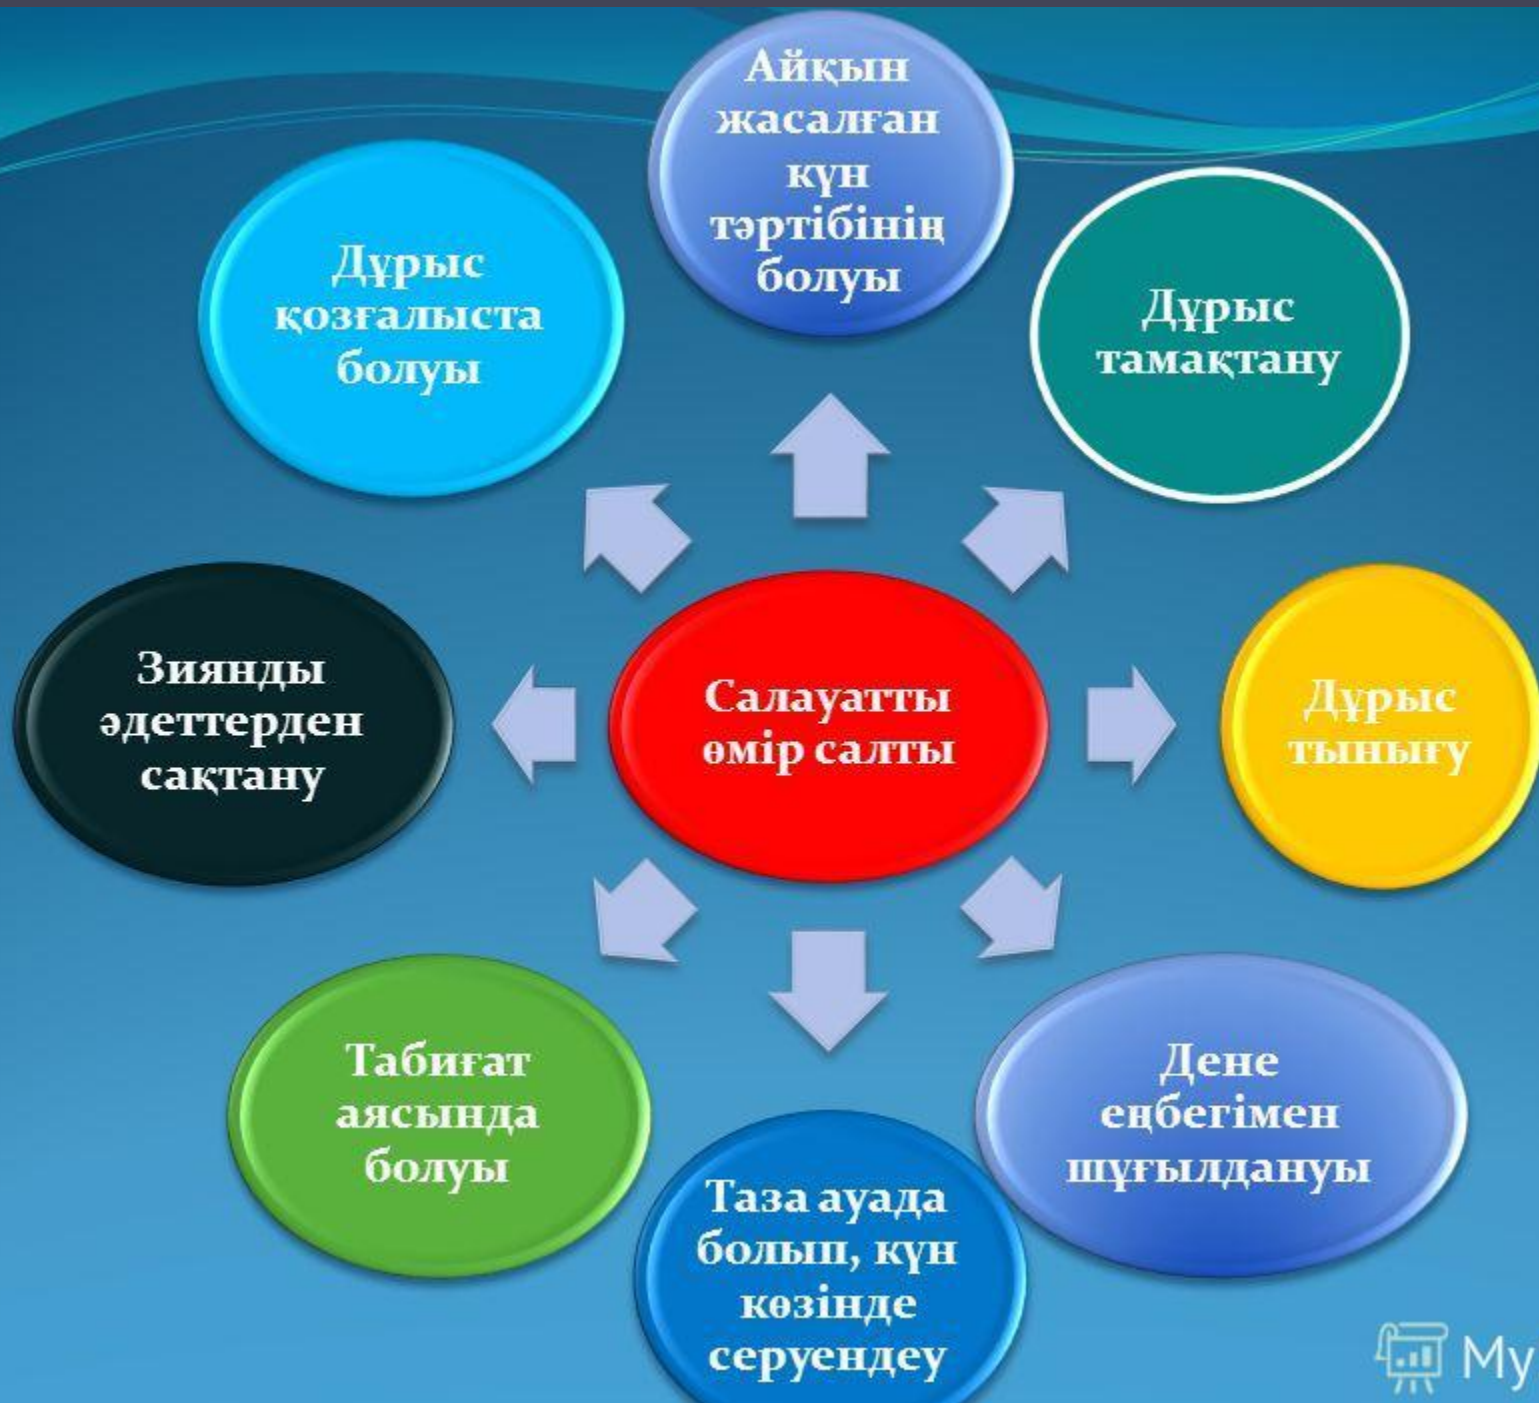 Айқын
жасалған
күн
тәртібінің
болуы
Дұрыс
қозғалыста
болуы
Дұрыс
тамақтану
Зиянды
әдеттерден
сақтану
Салауатты
өмір салты
Дұрыс
тынығу
Табиғат
аясында
болуы
Дене
еңбегімен
шұғылдануы
Таза ауада
болып, күн
көзінде
серуендеу
My